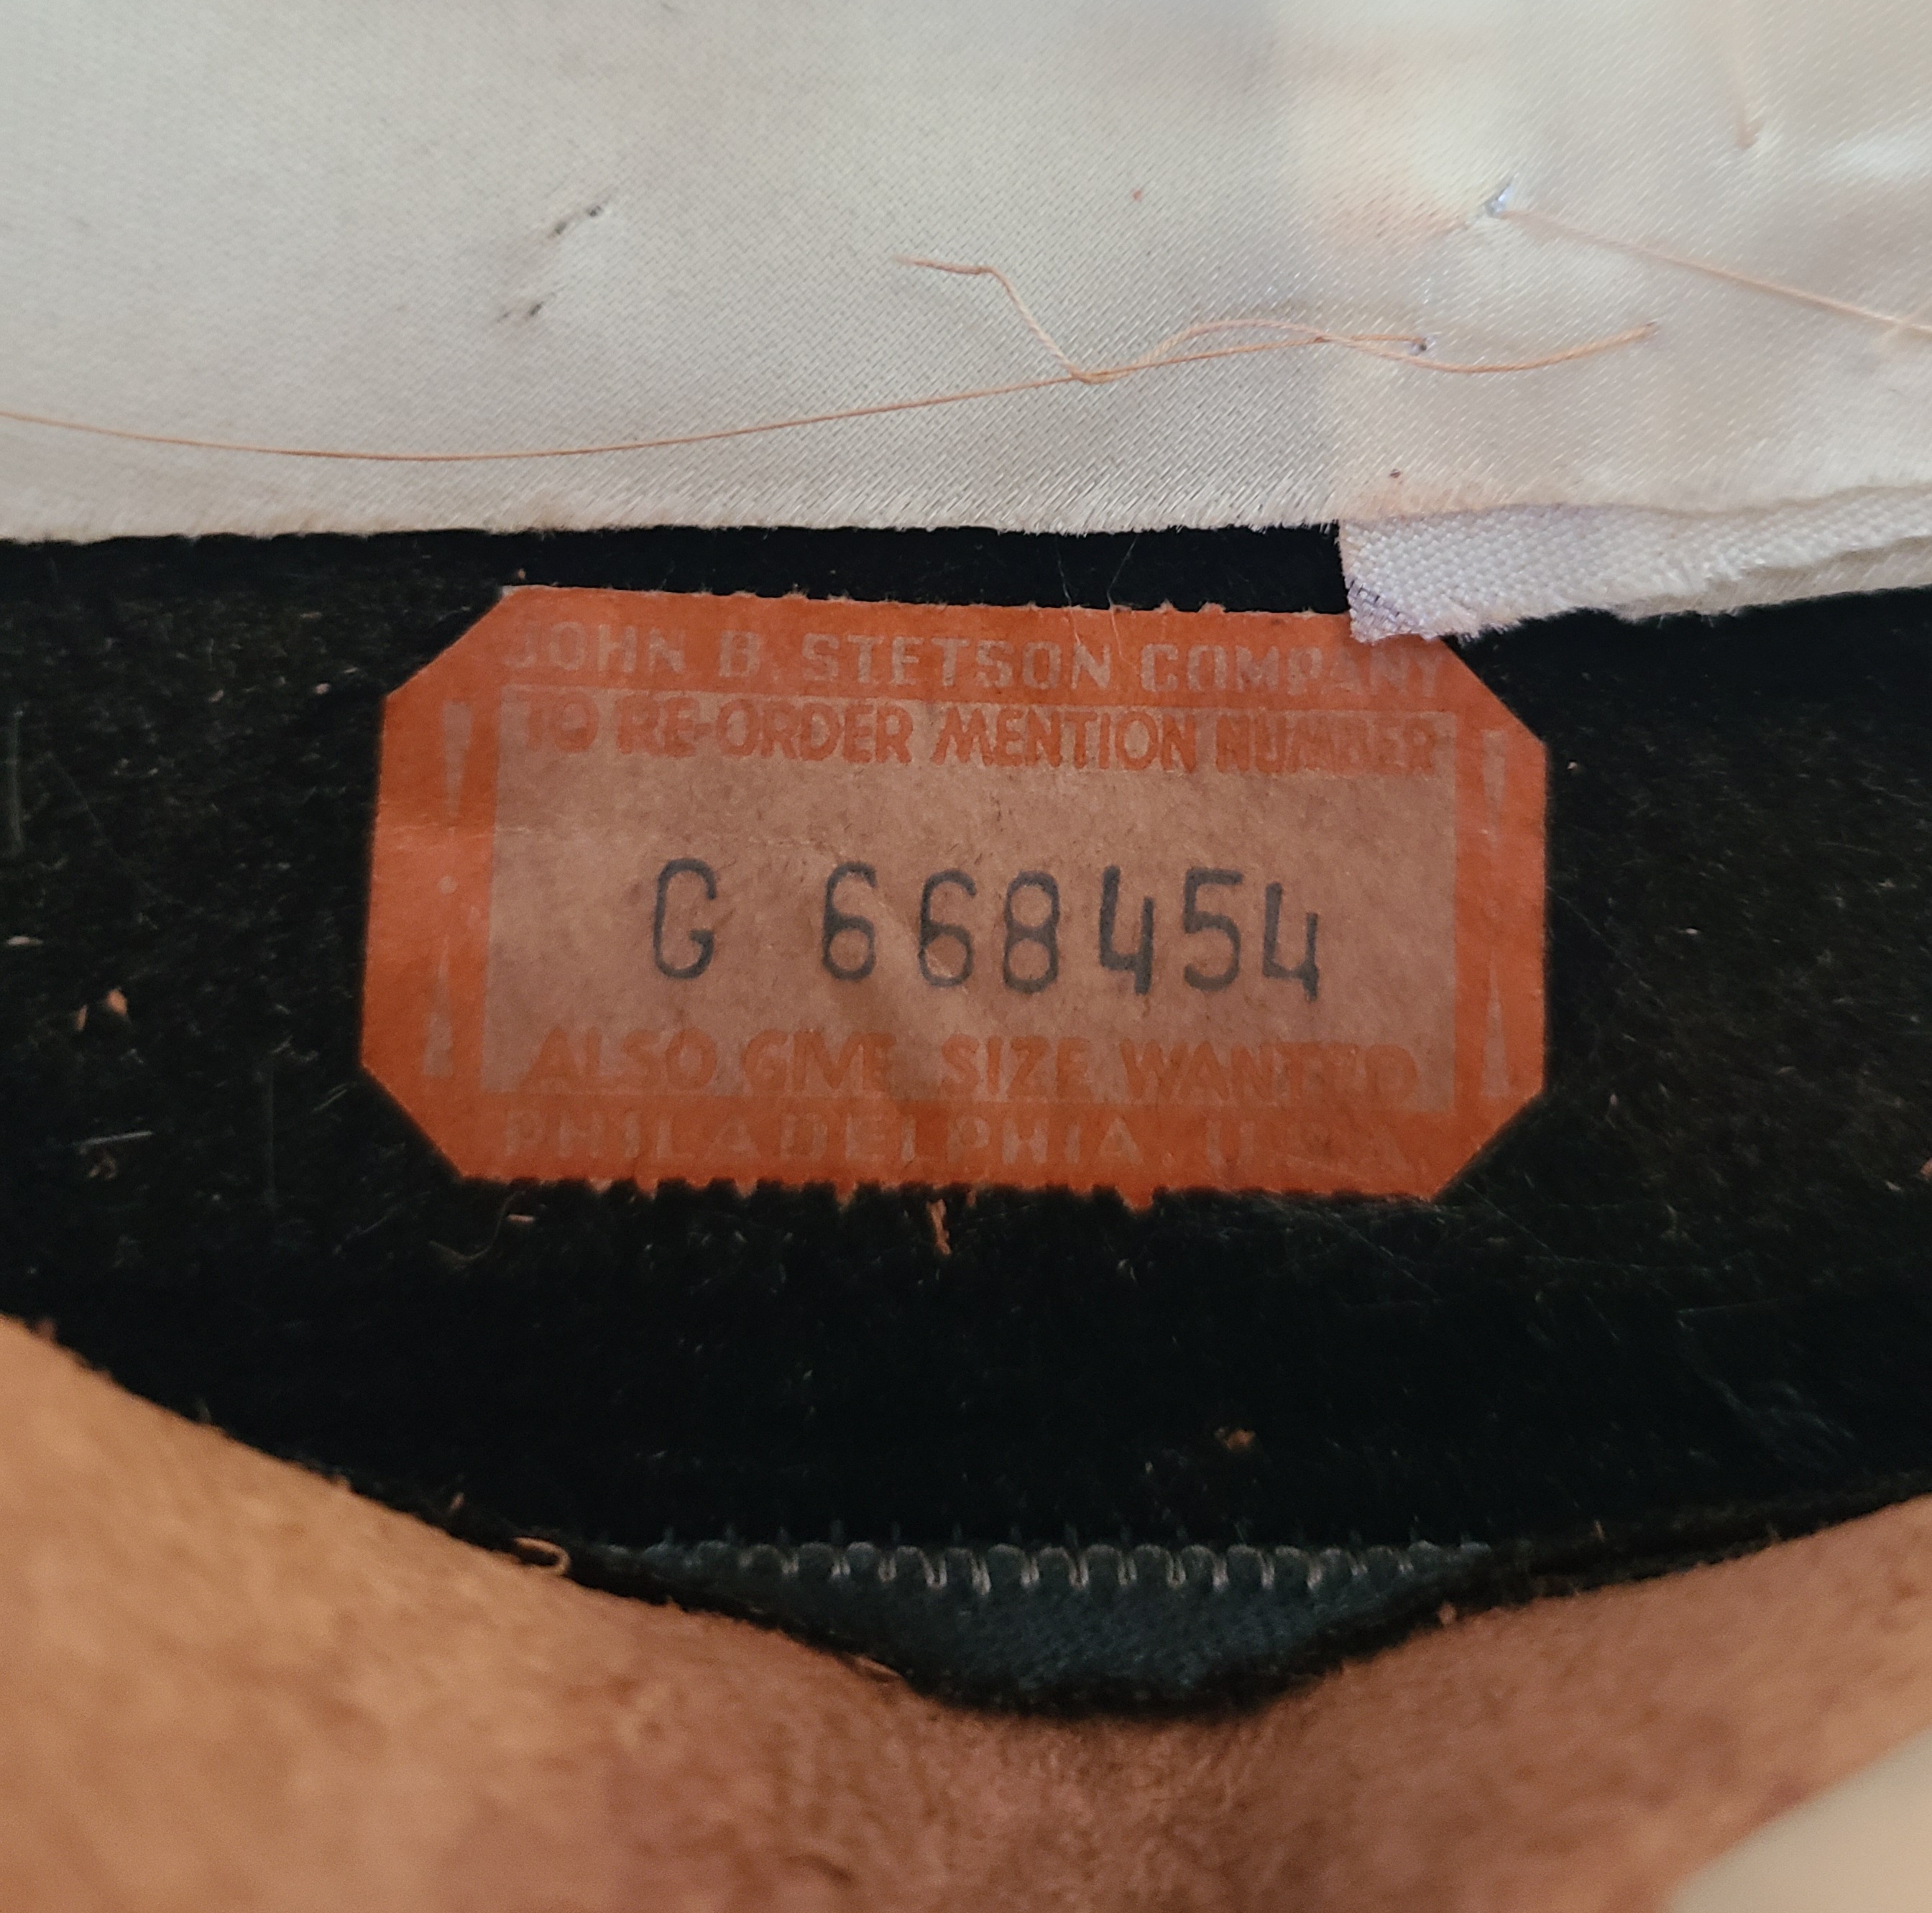 JOHN B. STETSON COMPANY
TO RE-ORDER MENTION NUMBER
G 668454
ALSO GIVE SIZE WANTED
PHILADELPHIA, U.S.A.